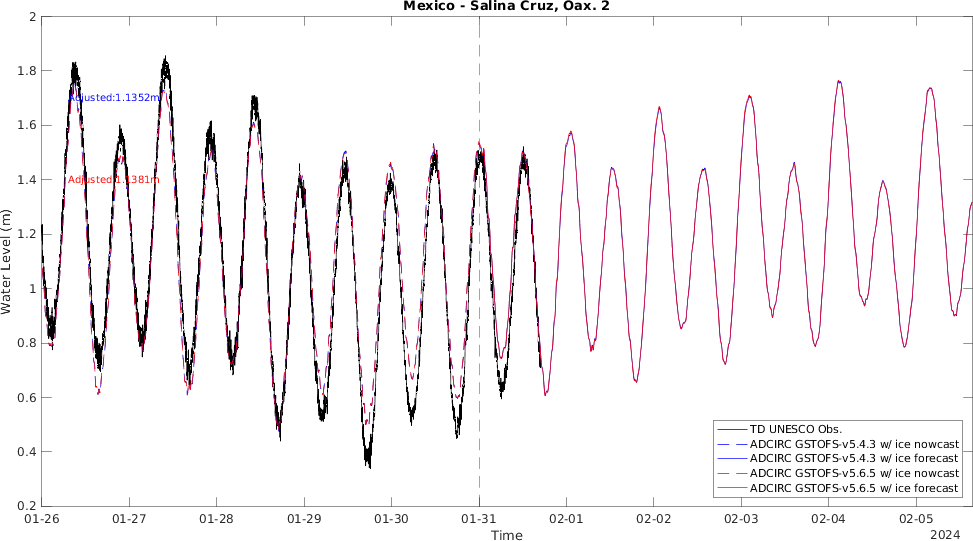 Mexico - Salina Cruz, Oax. 2
2
1.8
Adjusted:1.1352m
1.6
1.4
Adjusted:1.1381m
1.2
Water Level (m)
1
0.8
0.6
0.4
0.2
TD UNESCO Obs.
ADCIRC GSTOFS-v5.4.3 w/ ice nowcast
ADCIRC GSTOFS-v5.4.3 w/ ice forecast
ADCIRC GSTOFS-v5.6.5 w/ ice nowcast
ADCIRC GSTOFS-v5.6.5 w/ ice forecast
01-26 01-27 01-28 01-29 01-30 01-31 02-01 02-02 02-03 02-04 02-05
Time
2024